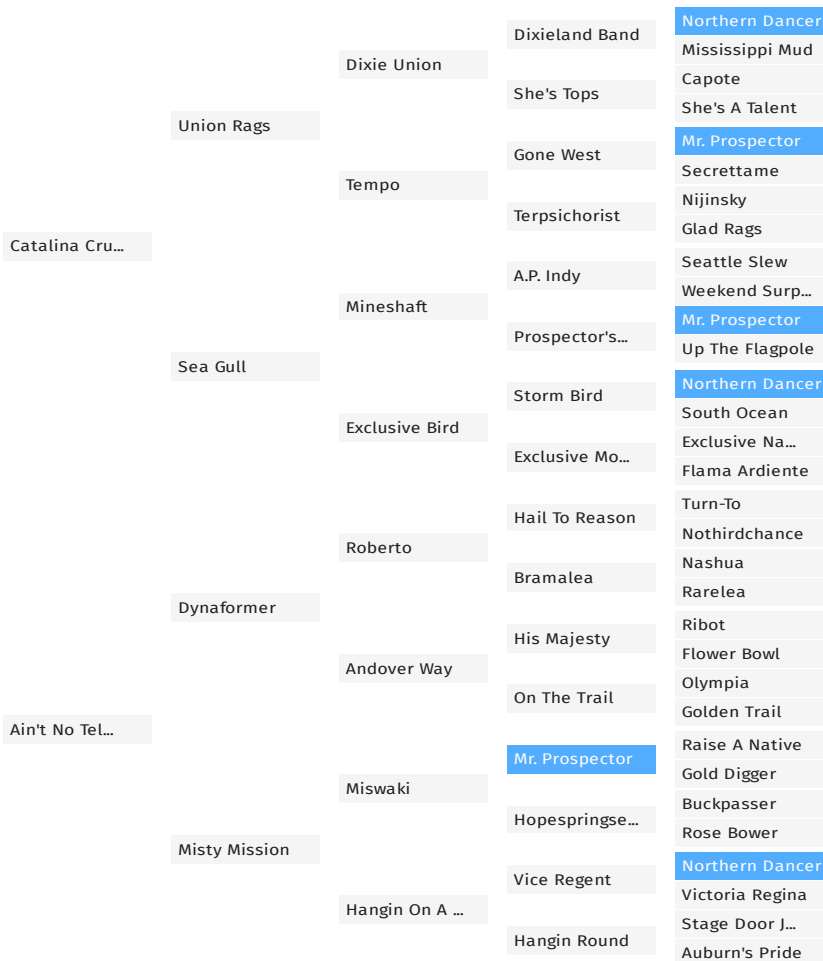 Northern Dancer
Dixieland Band
Mississippi Mud
Dixie Union
Capote
She's Tops
She's A Talent
Union Rags
Mr. Prospector
Gone West
Secrettame
Tempo
Nijinsky
Terpsichorist
Glad Rags
Catalina Cru...
Seattle Slew
A.P. Indy
Weekend Surp...
Mineshaft
Mr. Prospector
Prospector's...
Up The Flagpole
Sea Gull
Northern Dancer
Storm Bird
South Ocean
Exclusive Bird
Exclusive Na...
Exclusive Mo...
Flama Ardiente
Turn-To
Hail To Reason
Nothirdchance
Roberto
Nashua
Bramalea
Rarelea
Dynaformer
Ribot
His Majesty
Flower Bowl
Andover Way
Olympia
On The Trail
Golden Trail
Ain't No Tel...
Raise A Native
Mr. Prospector
Gold Digger
Miswaki
Buckpasser
Hopespringse...
Rose Bower
Misty Mission
Northern Dancer
Vice Regent
Victoria Regina
Hangin On A ...
Stage Door J...
Hangin Round
Auburn's Pride